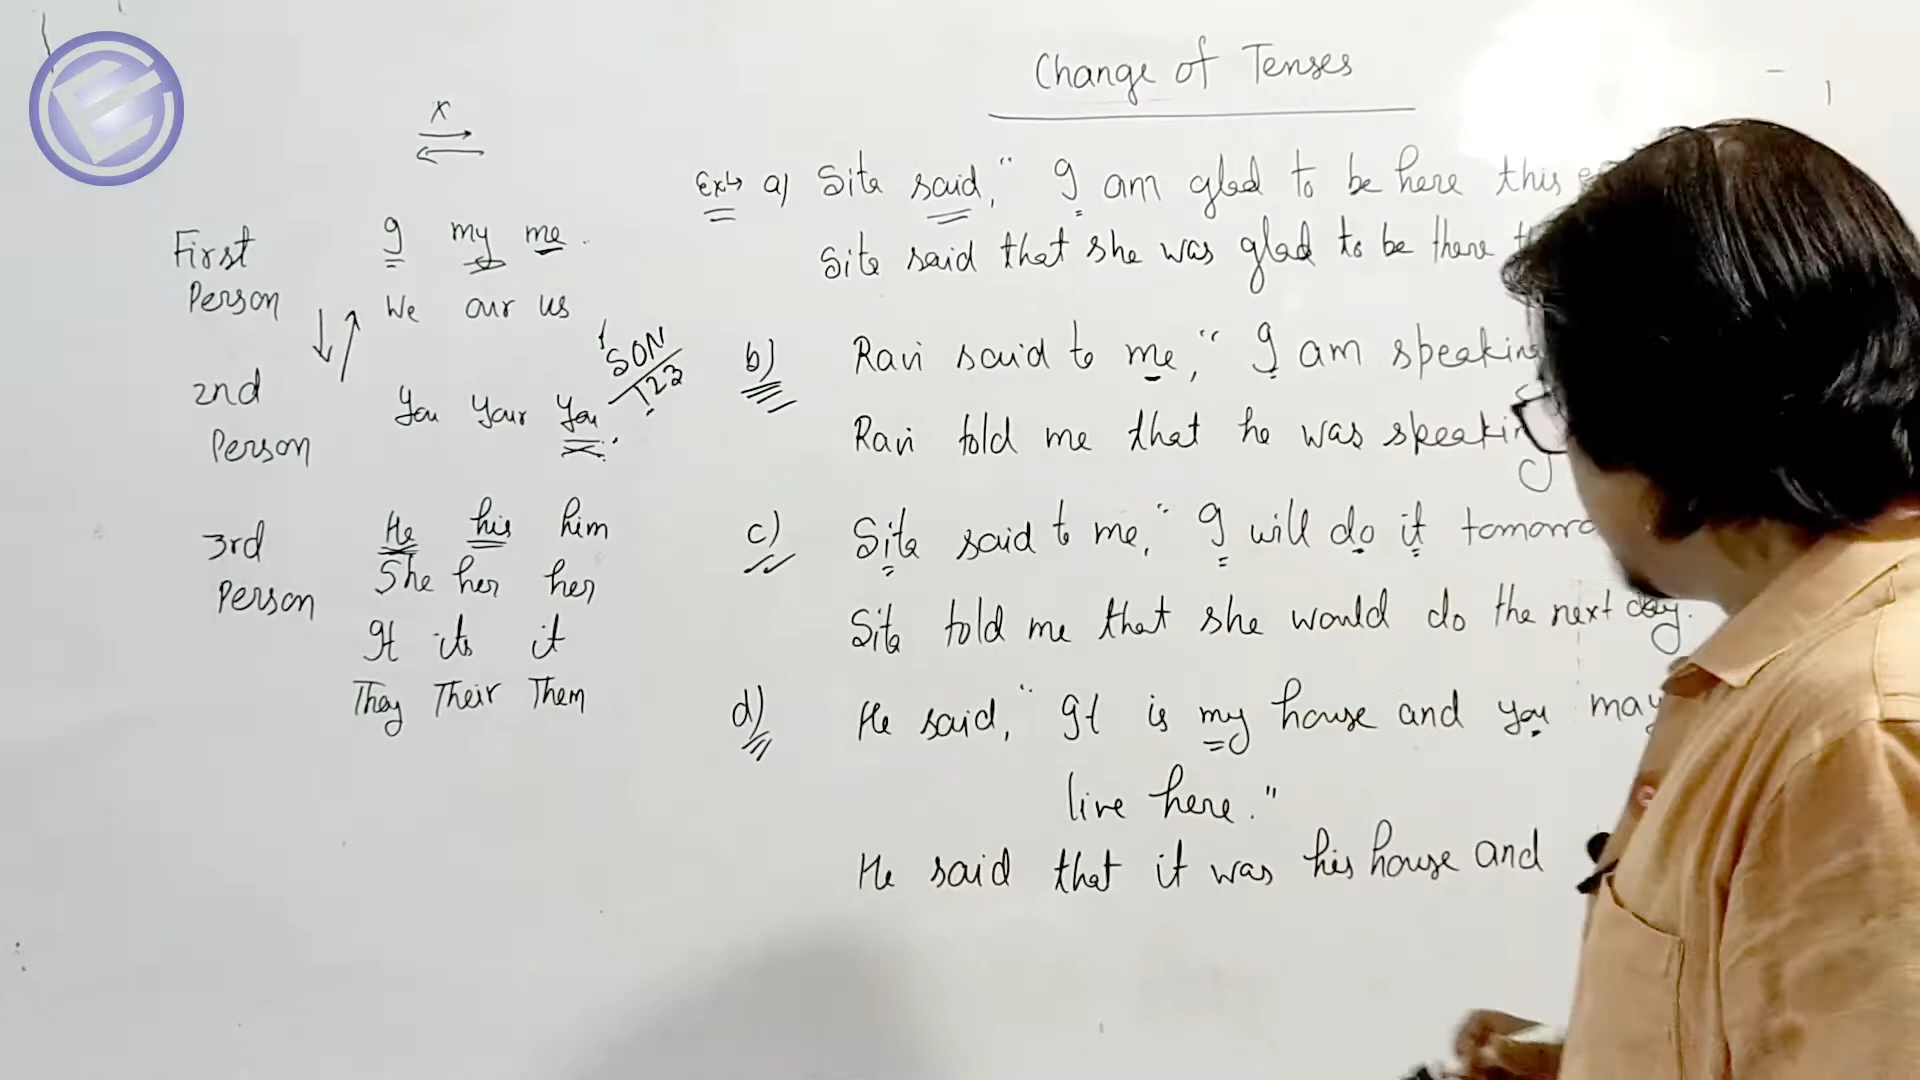 Change of Tenses
x
Ex↳ a) Sita said, " I am glad to be here this
Sita said that she was glad to be there
First Person
I my me.
We our us
SON
123
2nd Person
You Your You
3rd Person
He his him
She her her
It its it
They Their Them
b) Ravi said to me, " I am speaking
Ravi told me that he was speaking
c) Sita said to me, " I will do it
Sita told me that she would do the next day.
d) He said, " It is my house and you may
live here."
He said that it was his house and